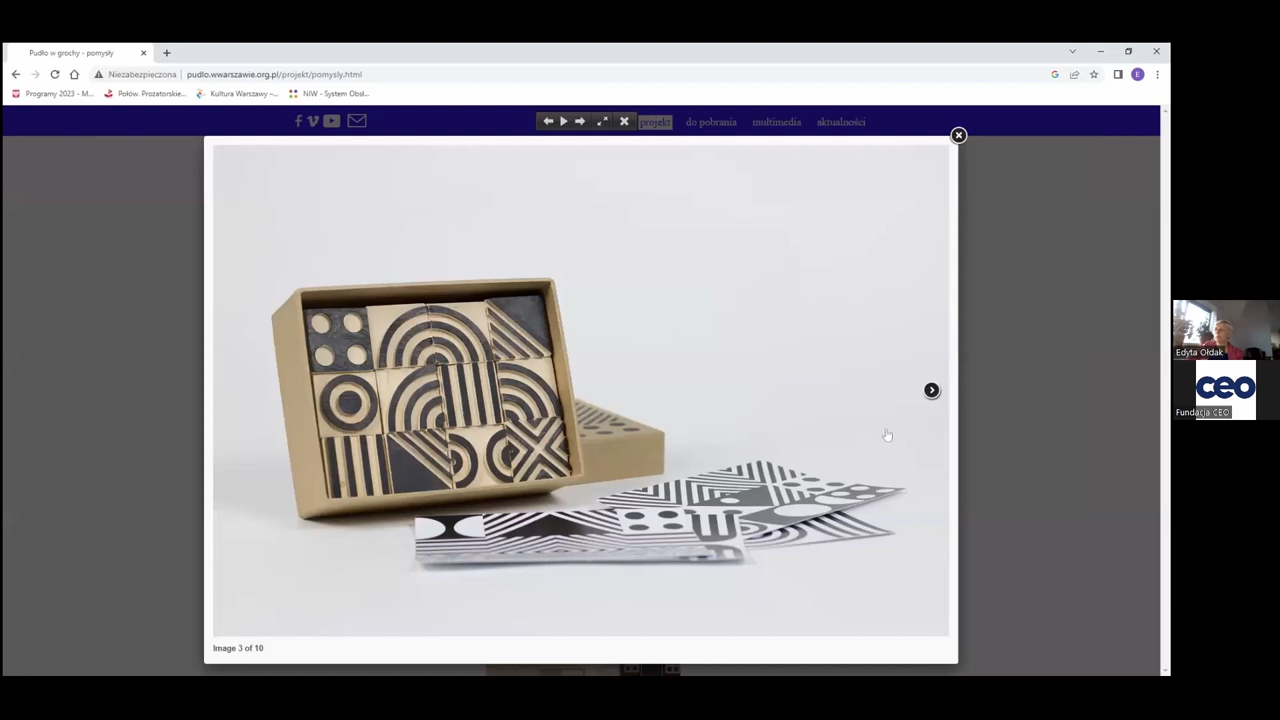 Pudło w grochy - pomysły
Niezabezpieczona
pudlo.wwarszawie.org.pl/projekt/pomysly.html
E
Programy 2023 - M...
Połów. Prozatorskie...
Kultura Warszawy –...
NIW - System Obsł...
projekt
do pobrania
multimedia
aktualności
Image 3 of 10
Edyta Ołdak
ceo
Fundacja CEO